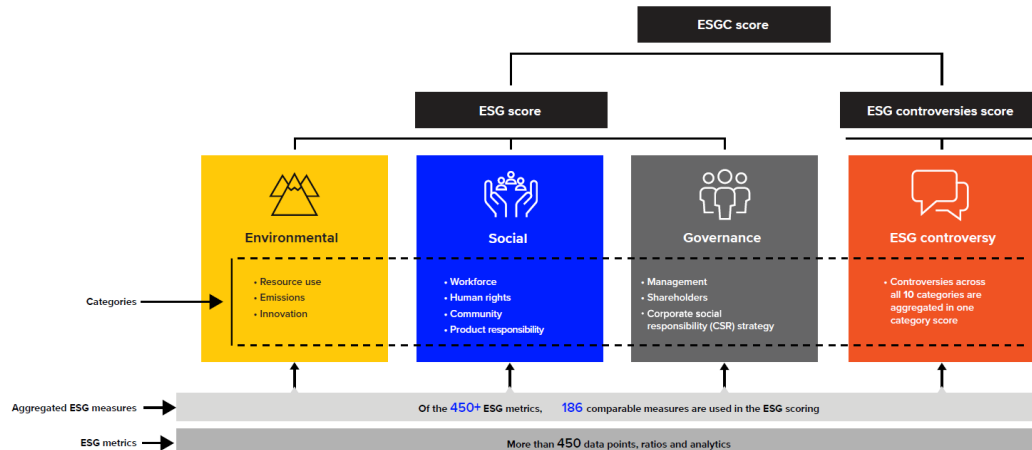 ESGC score
ESG score
ESG controversies score
Environmental
Social
Governance
ESG controversy
Categories
• Resource use
• Emissions
• Innovation
• Workforce
• Human rights
• Community
• Product responsibility
• Management
• Shareholders
• Corporate social
responsibility (CSR) strategy
• Controversies across
all 10 categories are
aggregated in one
category score
Aggregated ESG measures
Of the 450+ ESG metrics, 186 comparable measures are used in the ESG scoring
ESG metrics
More than 450 data points, ratios and analytics